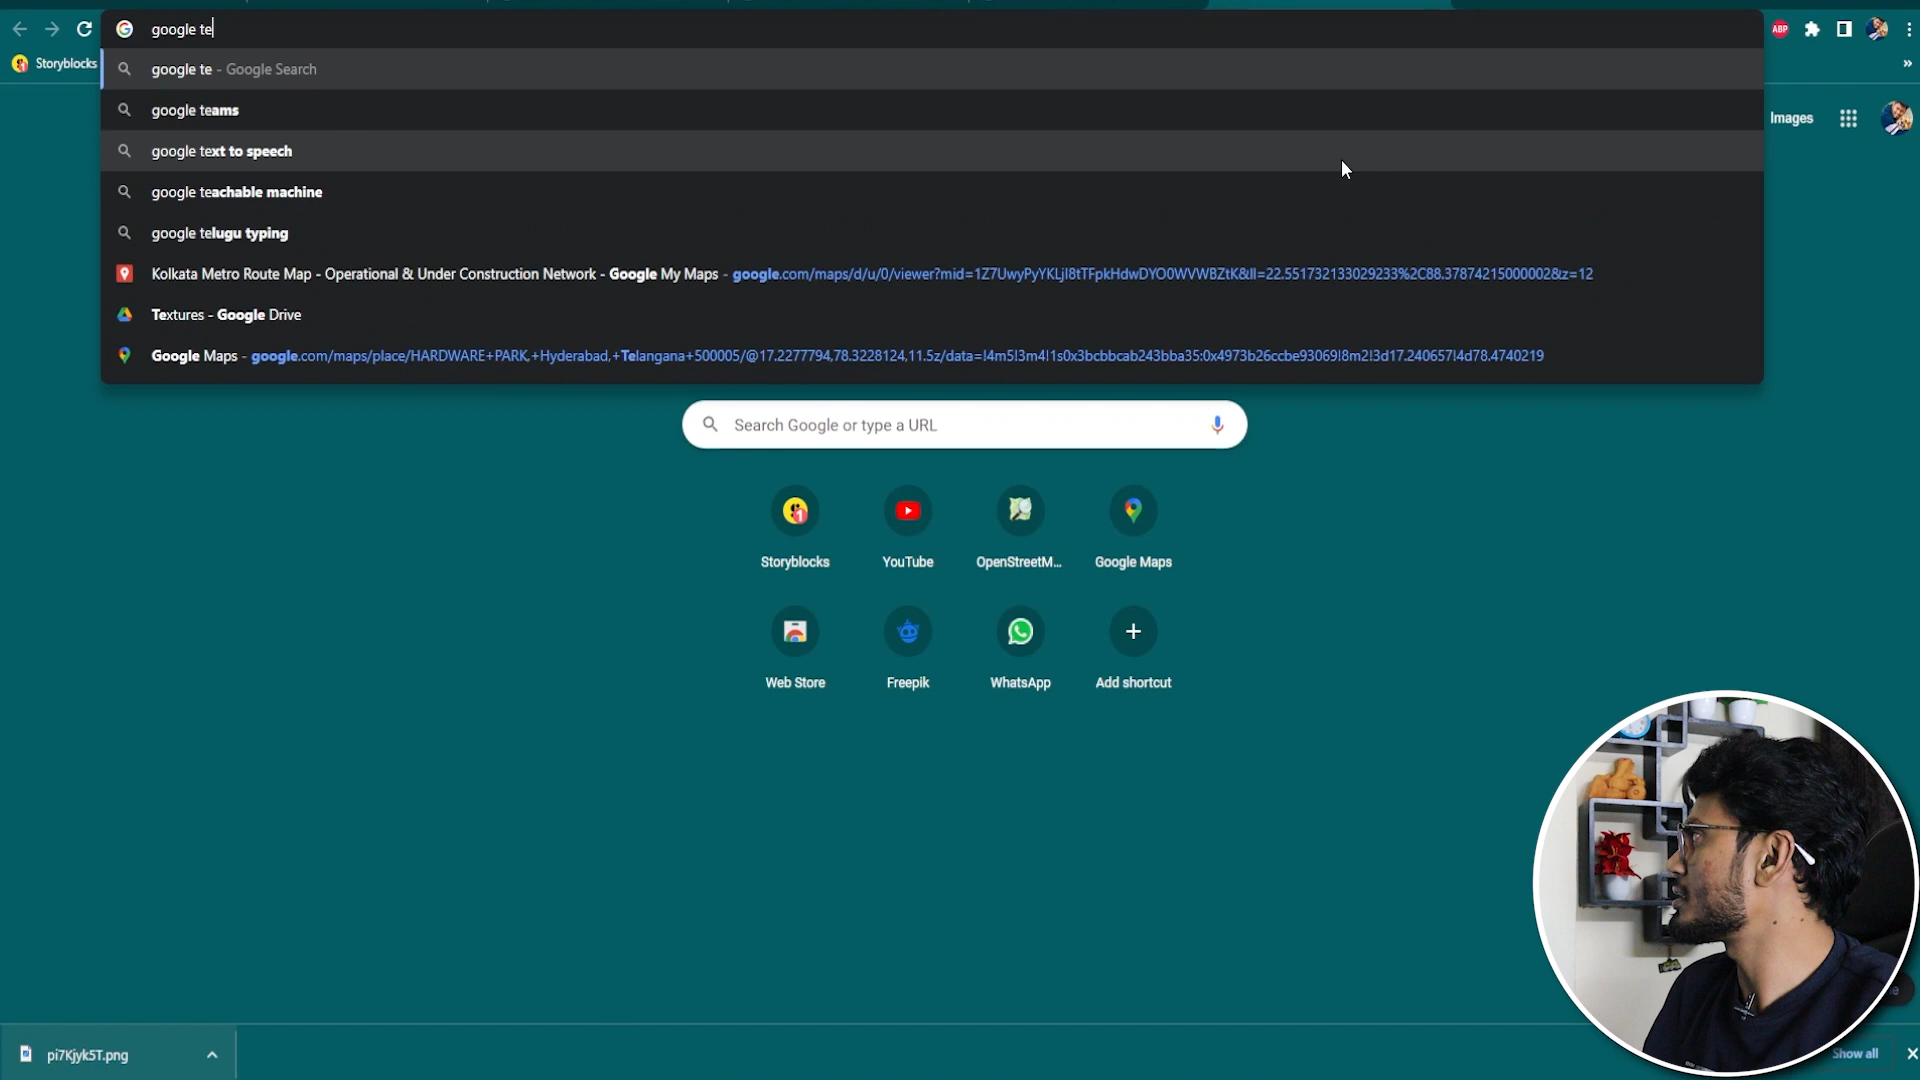 google te
ABP
Storyblocks
»
google te - Google Search
google teams
google text to speech
google teachable machine
google telugu typing
Kolkata Metro Route Map - Operational & Under Construction Network - Google My Maps - google.com/maps/d/u/0/viewer?mid=1Z7UwyPyYKLjI8tTFpkHdwDYO0WVWBZtK&ll=22.551732133029233%2C88.3787421500000​2&z=12
Textures - Google Drive
Google Maps - google.com/maps/place/HARDWARE+PARK,+Hyderabad,+Telangana+500005/@17.2277794,78.3228124,11.5z/data=!4m5!3m4!1s0x3bcbbcab243bba35:0x4973b26ccbe93069!8m2!3d17.240657!4d78.4740219
Images
Search Google or type a URL
Storyblocks
YouTube
OpenStreetM...
Google Maps
Web Store
Freepik
WhatsApp
Add shortcut
pi7Kjyk5T.png
Show all